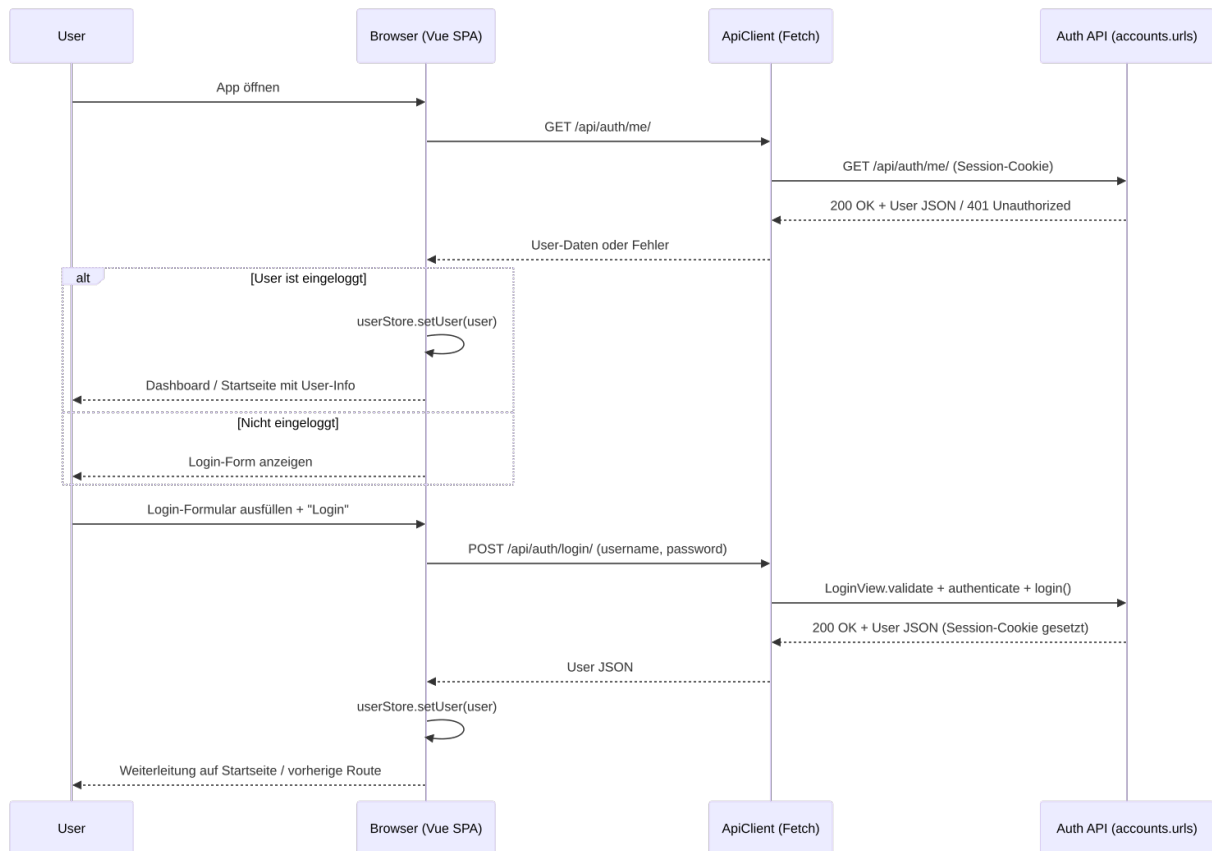 User
Browser (Vue SPA)
ApiClient (Fetch)
Auth API (accounts.urls)
App öffnen
GET /api/auth/me/
GET /api/auth/me/ (Session-Cookie)
200 OK + User JSON / 401 Unauthorized
User-Daten oder Fehler
alt
[User ist eingeloggt]
userStore.setUser(user)
Dashboard / Startseite mit User-Info
[Nicht eingeloggt]
Login-Form anzeigen
Login-Formular ausfüllen + "Login"
POST /api/auth/login/ (username, password)
LoginView.validate + authenticate + login()
200 OK + User JSON (Session-Cookie gesetzt)
User JSON
userStore.setUser(user)
Weiterleitung auf Startseite / vorherige Route
User
Browser (Vue SPA)
ApiClient (Fetch)
Auth API (accounts.urls)